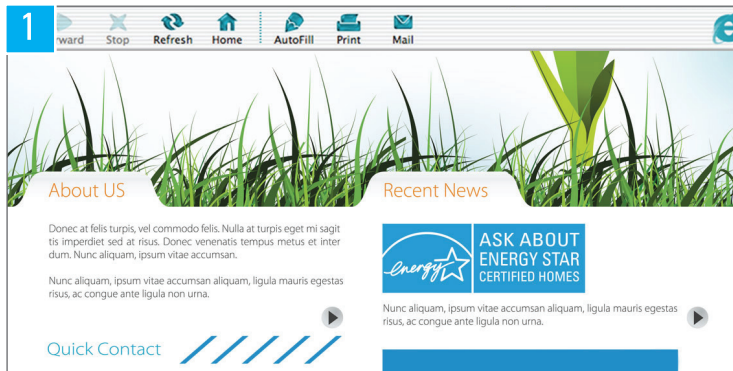 1
ward Stop Refresh Home AutoFill Print Mail
About US
Donec at felis turpis, vel commodo felis. Nulla at turpis eget mi sagit
tis imperdiet sed at risus. Donec venenatis tempus metus et inter
dum. Nunc aliquam, ipsum vitae accumsan.
Nunc aliquam, ipsum vitae accumsan aliquam, ligula mauris egestas
risus, ac congue ante ligula non urna.
Quick Contact
Recent News
energy
ASK ABOUT
ENERGY STAR
CERTIFIED HOMES
Nunc aliquam, ipsum vitae accumsan aliquam, ligula mauris egestas
risus, ac congue ante ligula non urna.